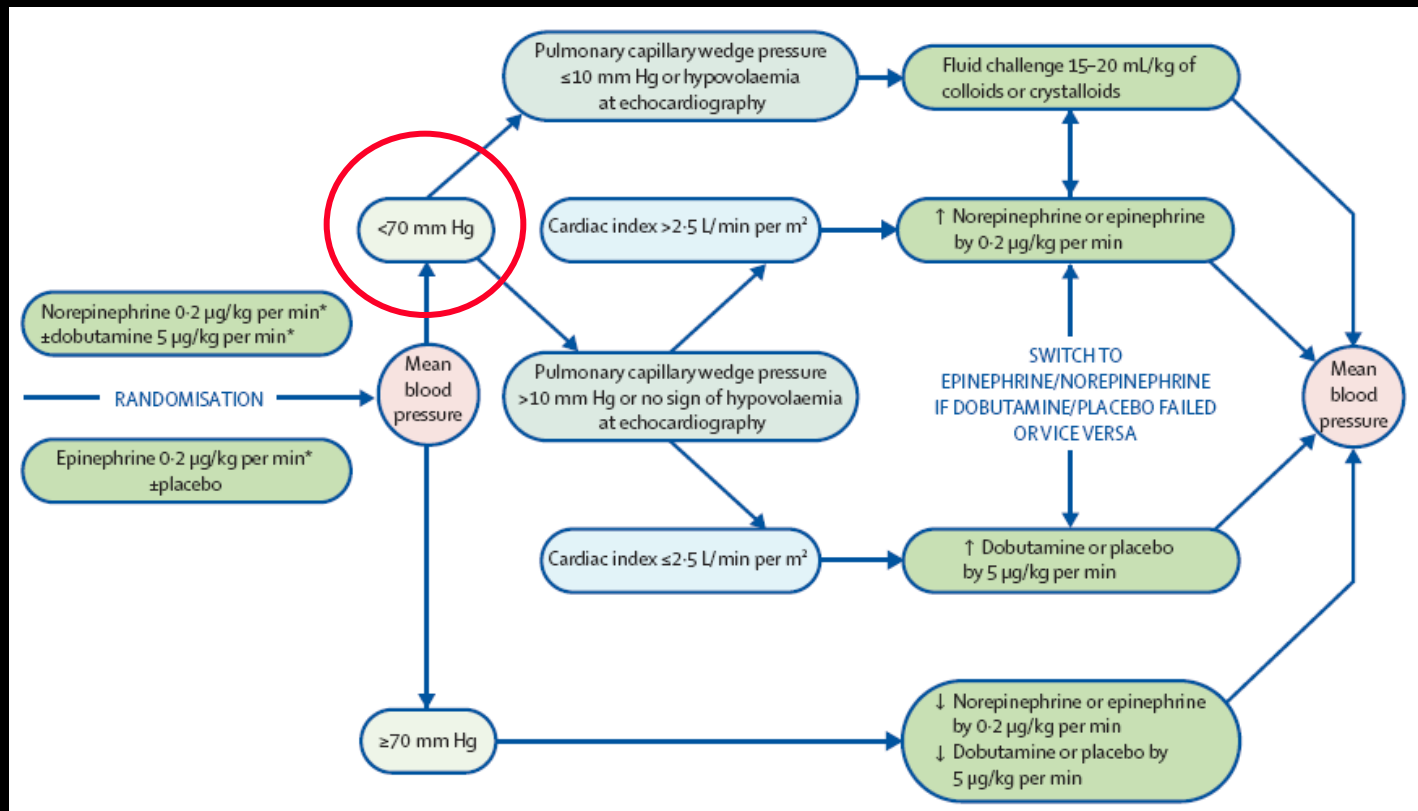 Pulmonary capillary wedge pressure
≤10 mm Hg or hypovolaemia
at echocardiography
Fluid challenge 15–20 mL/kg of
colloids or crystalloids
<70 mm Hg
Cardiac index >2·5 L/min per m²
↑ Norepinephrine or epinephrine
by 0·2 µg/kg per min
Norepinephrine 0·2 µg/kg per min*
±dobutamine 5 µg/kg per min*
RANDOMISATION
Epinephrine 0·2 µg/kg per min*
±placebo
Mean
blood
pressure
Pulmonary capillary wedge pressure
>10 mm Hg or no sign of hypovolaemia
at echocardiography
SWITCH TO
EPINEPHRINE/NOREPINEPHRINE
IF DOBUTAMINE/PLACEBO FAILED
OR VICE VERSA
Mean
blood
pressure
Cardiac index ≤2·5 L/min per m²
↑ Dobutamine or placebo
by 5 µg/kg per min
≥70 mm Hg
↓ Norepinephrine or epinephrine
by 0·2 µg/kg per min
↓ Dobutamine or placebo by
5 µg/kg per min